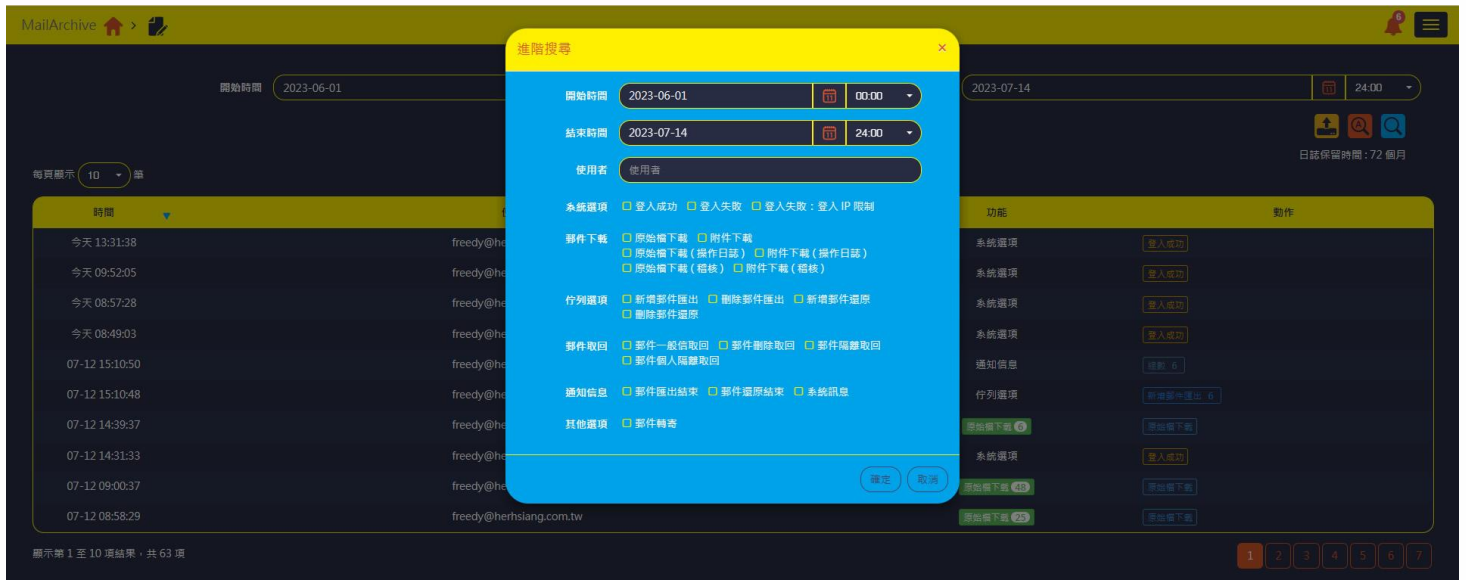 MailArchive
6
進階搜尋
×
開始時間 2023-06-01
2023-07-14 24:00
開始時間 2023-06-01 00:00
結束時間 2023-07-14 24:00
使用者 使用者
日誌保留時間 : 72 個月
每頁顯示 10 筆
時間 功能 動作
系統選項 登入成功 登入失敗 登入失敗 : 登入 IP 限制
郵件下載 原始檔下載 附件下載
原始檔下載 ( 操作日誌 ) 附件下載 ( 操作日誌 )
原始檔下載 ( 稽核 ) 附件下載 ( 稽核 )
佇列選項 新增郵件匯出 刪除郵件匯出 新增郵件還原
刪除郵件還原
郵件取回 郵件一般信取回 郵件刪除取回 郵件隔離取回
郵件個人隔離取回
通知信息 郵件匯出結束 郵件還原結束 系統訊息
其他選項 郵件轉寄
確定 取消
今天 13:31:38 freedy@he 系統選項 登入成功
今天 09:52:05 freedy@he 系統選項 登入成功
今天 08:57:28 freedy@he 系統選項 登入成功
今天 08:49:03 freedy@he 系統選項 登入成功
07-12 15:10:50 freedy@he 通知信息 總數 6
07-12 15:10:48 freedy@he 佇列選項 新增郵件匯出 6
07-12 14:39:37 freedy@he 原始檔下載 6 原始檔下載
07-12 14:31:33 freedy@he 系統選項 登入成功
07-12 09:00:37 freedy@he 原始檔下載 48 原始檔下載
07-12 08:58:29 freedy@herhsiang.com.tw 原始檔下載 25 原始檔下載
顯示第 1 至 10 項結果，共 63 項
1 2 3 4 5 6 7